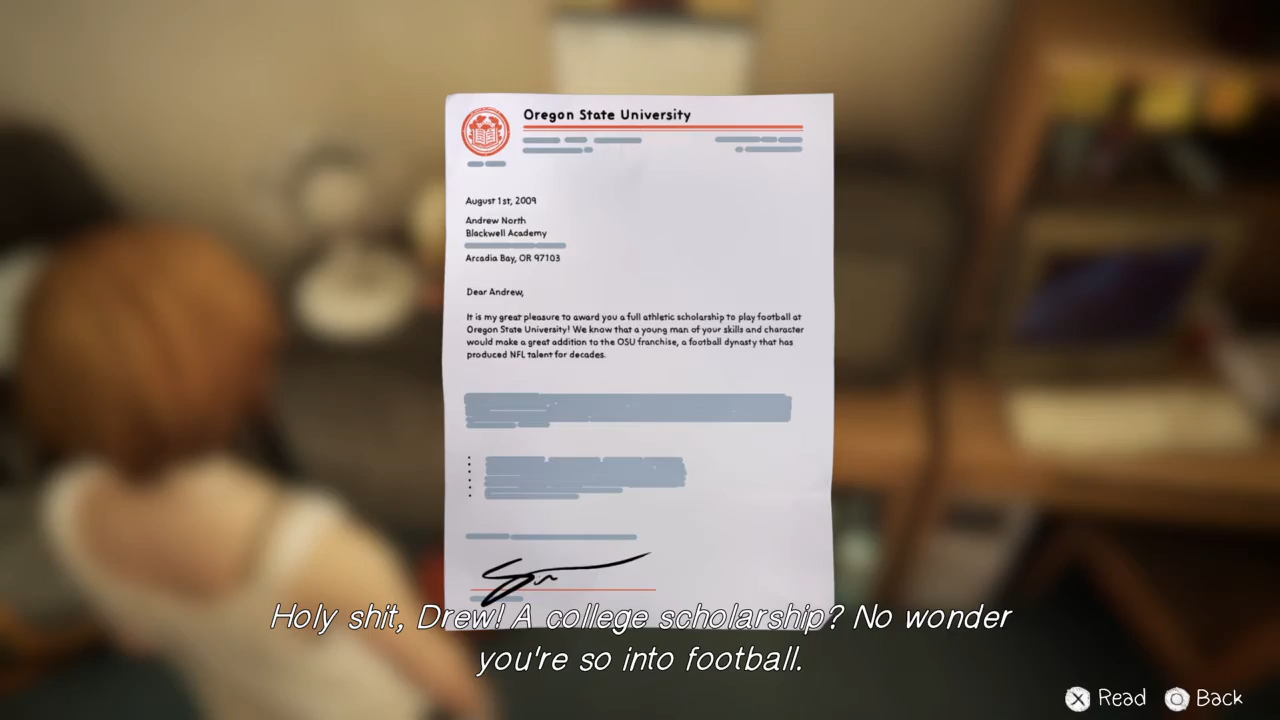 Oregon State University
August 1st, 2009
Andrew North
Blackwell Academy
Arcadia Bay, OR 97103
Dear Andrew,
It is my great pleasure to award you a full athletic scholarship to play football at
Oregon State University! We know that a young man of your skills and character
would make a great addition to the OSU franchise, a football dynasty that has
produced NFL talent for decades.
Holy shit, Drew! A college scholarship? No wonder
you're so into football.
Read Back